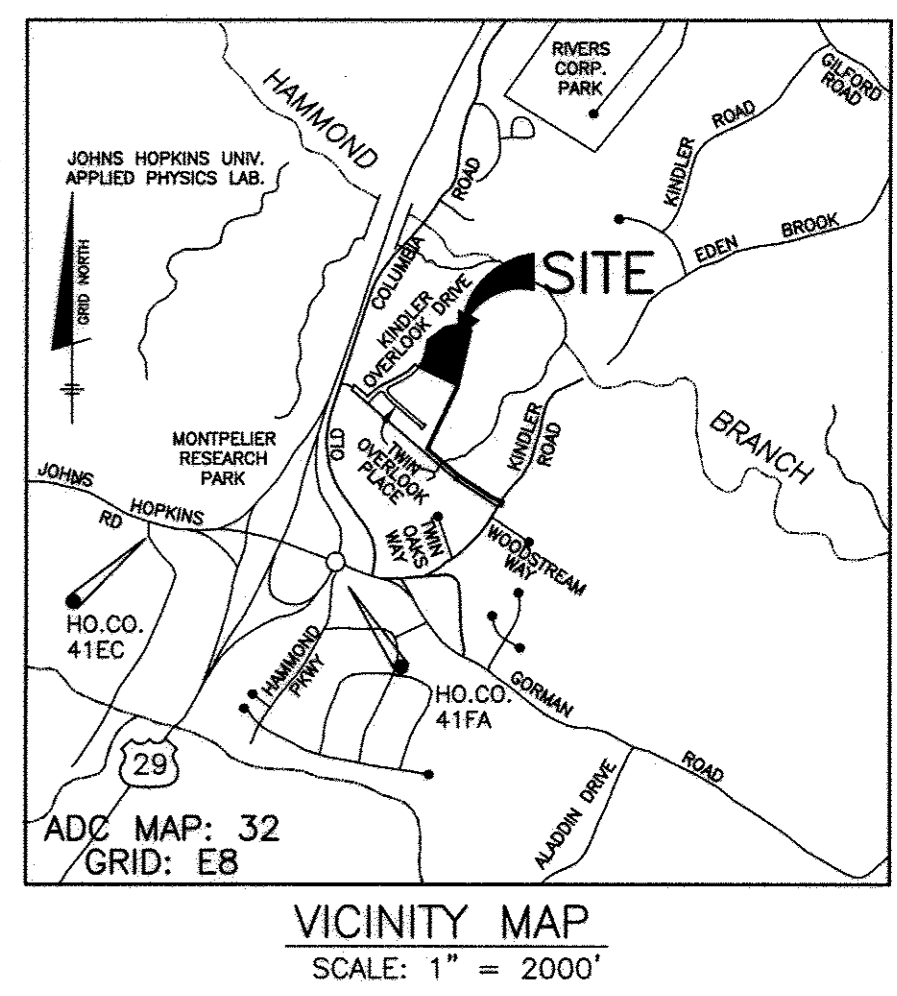 RIVERS
CORP.
PARK
GILFORD
ROAD
HAMMOND
KINDLER ROAD
JOHNS HOPKINS UNIV.
APPLIED PHYSICS LAB.
ROAD
GRID NORTH
EDEN BROOK
COLUMBIA
SITE
KINDLER
OVERLOOK DRIVE
OLD
KINDLER
ROAD
BRANCH
MONTPELIER
RESEARCH
PARK
TWIN
OVERLOOK
PLACE
JOHNS HOPKINS
RD
TWIN
OAKS
WAY
WOODSTREAM
WAY
HO.CO.
41EC
HAMMOND
PKWY
HO.CO.
41FA
GORMAN ROAD
29
ALADDIN DRIVE
ADC MAP: 32
GRID: E8
VICINITY MAP
SCALE: 1" = 2000'